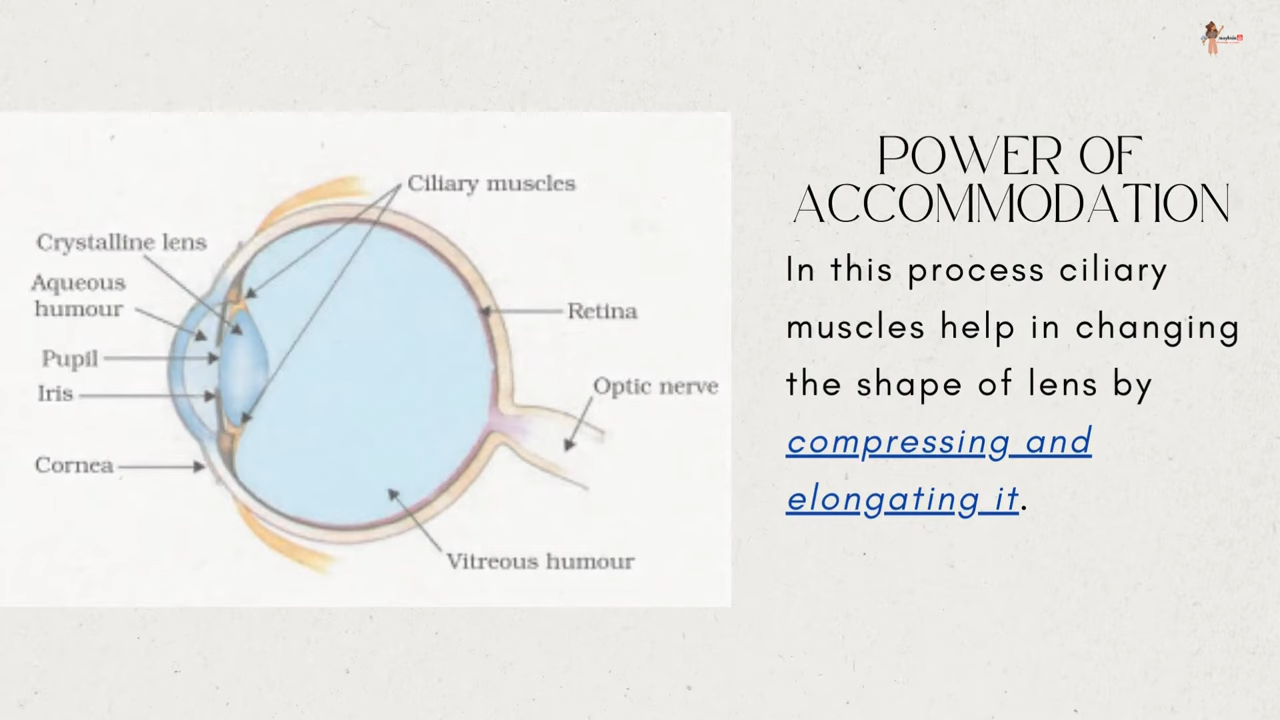 Ciliary muscles
Crystalline lens
Aqueous
humour
Pupil
Iris
Cornea
Retina
Optic nerve
Vitreous humour
POWER OF
ACCOMMODATION
In this process ciliary
muscles help in changing
the shape of lens by
compressing and
elongating it.